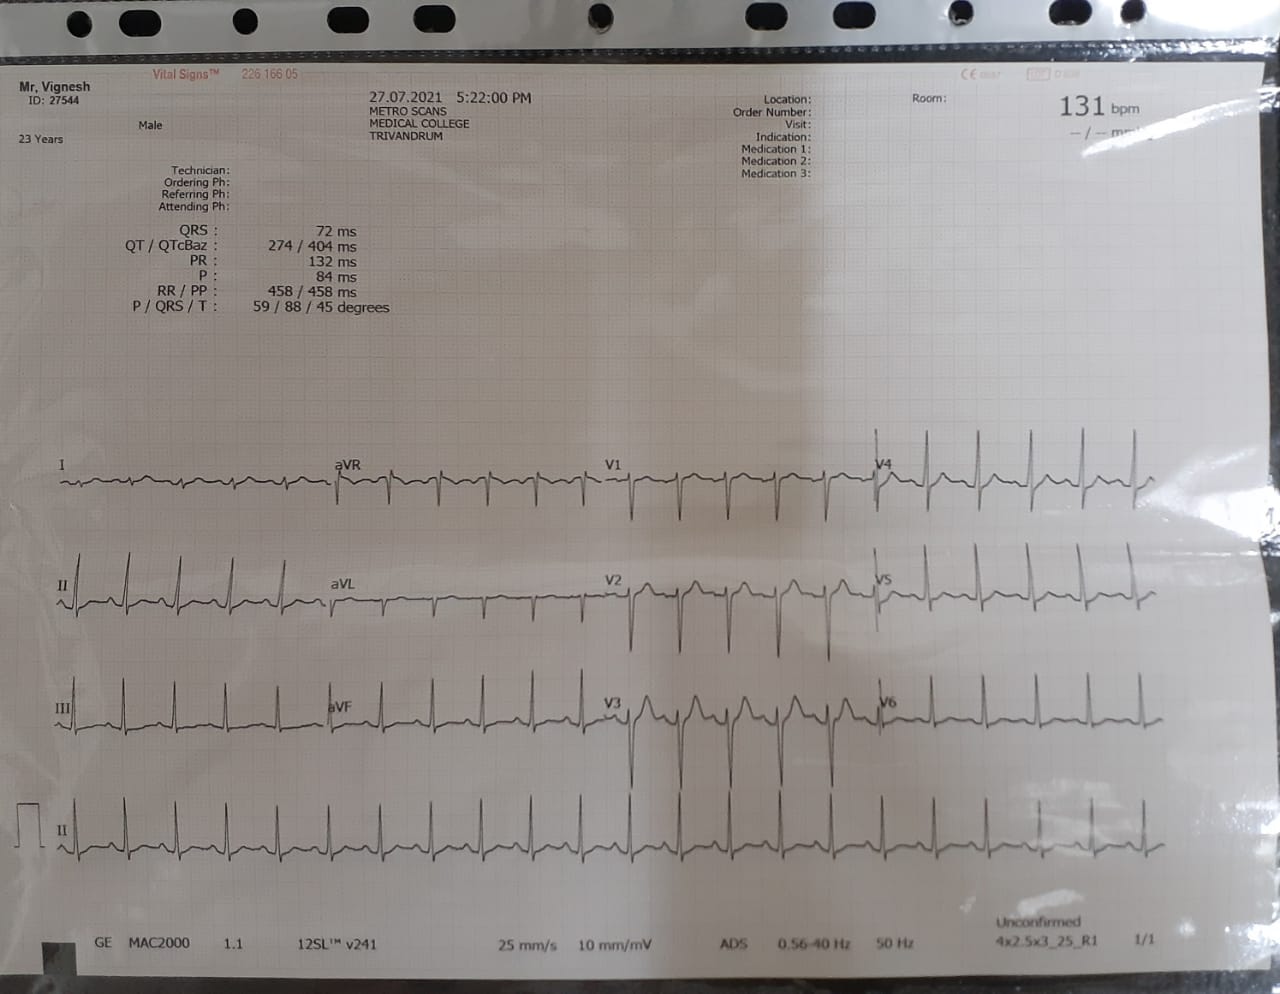 Vital Signs™ 226 166 05
Mr, Vignesh
ID: 27544
Male
23 Years
27.07.2021 5:22:00 PM
METRO SCANS
MEDICAL COLLEGE
TRIVANDRUM
Location:
Order Number:
Visit:
Indication:
Medication 1:
Medication 2:
Medication 3:
Room:
131 bpm
-- / --
Technician:
Ordering Ph:
Referring Ph:
Attending Ph:
QRS : 72 ms
QT / QTcBaz : 274 / 404 ms
PR : 132 ms
P : 84 ms
RR / PP : 458 / 458 ms
P / QRS / T : 59 / 88 / 45 degrees
I aVR V1 V4
II aVL V2 V5
III aVF V3 V6
II
GE MAC2000 1.1 12SL™ v241 25 mm/s 10 mm/mV ADS 0.56-40 Hz 50 Hz
Unconfirmed
4x2.5x3_25_R1 1/1